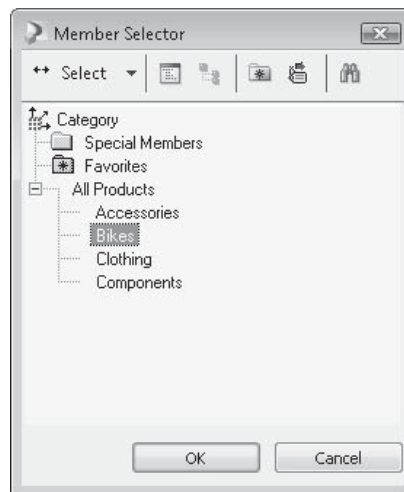 Member Selector
Select
Category
Special Members
Favorites
All Products
Accessories
Bikes
Clothing
Components
OK Cancel